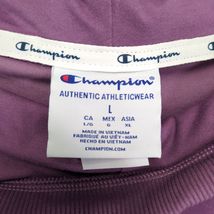 Champion
Champion
Champion
AUTHENTIC ATHLETICWEAR
L
CA MEX ASIA
L/G G XL
MADE IN VIETNAM
FABRIQUÉ AU VIÊT-NAM
HECHO EN VIETNAM
CHAMPION.COM